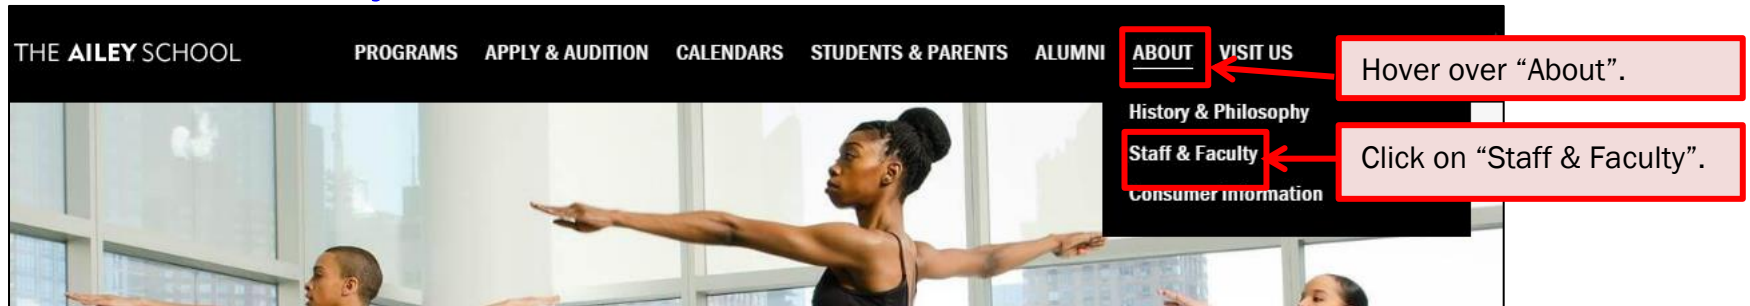 THE AILEY SCHOOL PROGRAMS APPLY & AUDITION CALENDARS STUDENTS & PARENTS ALUMNI ABOUT VISIT US
Hover over “About”.
History & Philosophy
Staff & Faculty
Click on “Staff & Faculty”.
Consumer Information